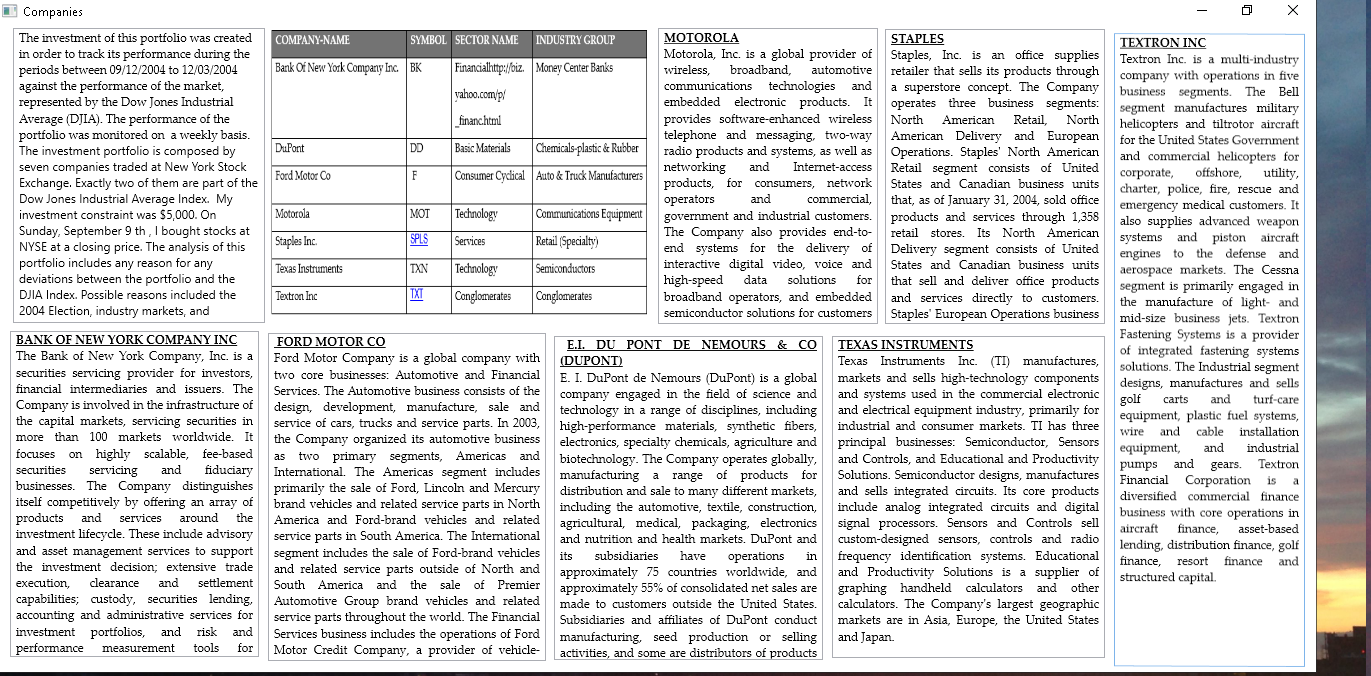 Companies
The investment of this portfolio was created
in order to track its performance during the
periods between 09/12/2004 to 12/03/2004
against the performance of the market,
represented by the Dow Jones Industrial
Average (DJIA). The performance of the
portfolio was monitored on a weekly basis.
The investment portfolio is composed by
seven companies traded at New York Stock
Exchange. Exactly two of them are part of the
Dow Jones Industrial Average Index. My
investment constraint was $5,000. On
Sunday, September 9 th , I bought stocks at
NYSE at a closing price. The analysis of this
portfolio includes any reason for any
deviations between the portfolio and the
DJIA Index. Possible reasons included the
2004 Election, industry markets, and
COMPANY-NAME SYMBOL SECTOR NAME INDUSTRY GROUP
Bank Of New York Company Inc. BK Financialhttp://biz. Money Center Banks
yahoo.com/p/
_financ.html
DuPont DD Basic Materials Chemicals-plastic & Rubber
Ford Motor Co F Consumer Cyclical Auto & Truck Manufacturers
Motorola MOT Technology Communications Equipment
Staples Inc. SPLS Services Retail (Specialty)
Texas Instruments TXN Technology Semiconductors
Textron Inc TXT Conglomerates Conglomerates
MOTOROLA
Motorola, Inc. is a global provider of
wireless, broadband, automotive
communications technologies and
embedded electronic products. It
provides software-enhanced wireless
telephone and messaging, two-way
radio products and systems, as well as
networking and Internet-access
products, for consumers, network
operators and commercial,
government and industrial customers.
The Company also provides end-to-
end systems for the delivery of
interactive digital video, voice and
high-speed data solutions for
broadband operators, and embedded
semiconductor solutions for customers
STAPLES
Staples, Inc. is an office supplies
retailer that sells its products through
a superstore concept. The Company
operates three business segments:
North American Retail, North
American Delivery and European
Operations. Staples' North American
Retail segment consists of United
States and Canadian business units
that, as of January 31, 2004, sold office
products and services through 1,358
retail stores. Its North American
Delivery segment consists of United
States and Canadian business units
that sell and deliver office products
and services directly to customers.
Staples' European Operations business
TEXTRON INC
Textron Inc. is a multi-industry
company with operations in five
business segments. The Bell
segment manufactures military
helicopters and tiltrotor aircraft
for the United States Government
and commercial helicopters for
corporate, offshore, utility,
charter, police, fire, rescue and
emergency medical customers. It
also supplies advanced weapon
systems and piston aircraft
engines to the defense and
aerospace markets. The Cessna
segment is primarily engaged in
the manufacture of light- and
mid-size business jets. Textron
Fastening Systems is a provider
of integrated fastening systems
solutions. The Industrial segment
designs, manufactures and sells
golf carts and turf-care
equipment, plastic fuel systems,
wire and cable installation
equipment, and industrial
pumps and gears. Textron
Financial Corporation is a
diversified commercial finance
business with core operations in
aircraft finance, asset-based
lending, distribution finance, golf
finance, resort finance and
structured capital.
BANK OF NEW YORK COMPANY INC
The Bank of New York Company, Inc. is a
securities servicing provider for investors,
financial intermediaries and issuers. The
Company is involved in the infrastructure of
the capital markets, servicing securities in
more than 100 markets worldwide. It
focuses on highly scalable, fee-based
securities servicing and fiduciary
businesses. The Company distinguishes
itself competitively by offering an array of
products and services around the
investment lifecycle. These include advisory
and asset management services to support
the investment decision; extensive trade
execution, clearance and settlement
capabilities; custody, securities lending,
accounting and administrative services for
investment portfolios, and risk and
performance measurement tools for
FORD MOTOR CO
Ford Motor Company is a global company with
two core businesses: Automotive and Financial
Services. The Automotive business consists of the
design, development, manufacture, sale and
service of cars, trucks and service parts. In 2003,
the Company organized its automotive business
as two primary segments, Americas and
International. The Americas segment includes
primarily the sale of Ford, Lincoln and Mercury
brand vehicles and related service parts in North
America and Ford-brand vehicles and related
service parts in South America. The International
segment includes the sale of Ford-brand vehicles
and related service parts outside of North and
South America and the sale of Premier
Automotive Group brand vehicles and related
service parts throughout the world. The Financial
Services business includes the operations of Ford
Motor Credit Company, a provider of vehicle-
E.I. DU PONT DE NEMOURS & CO
(DUPONT)
E. I. DuPont de Nemours (DuPont) is a global
company engaged in the field of science and
technology in a range of disciplines, including
high-performance materials, synthetic fibers,
electronics, specialty chemicals, agriculture and
biotechnology. The Company operates globally,
manufacturing a range of products for
distribution and sale to many different markets,
including the automotive, textile, construction,
agricultural, medical, packaging, electronics
and nutrition and health markets. DuPont and
its subsidiaries have operations in
approximately 75 countries worldwide, and
approximately 55% of consolidated net sales are
made to customers outside the United States.
Subsidiaries and affiliates of DuPont conduct
manufacturing, seed production or selling
activities, and some are distributors of products
TEXAS INSTRUMENTS
Texas Instruments Inc. (TI) manufactures,
markets and sells high-technology components
and systems used in the commercial electronic
and electrical equipment industry, primarily for
industrial and consumer markets. TI has three
principal businesses: Semiconductor, Sensors
and Controls, and Educational and Productivity
Solutions. Semiconductor designs, manufactures
and sells integrated circuits. Its core products
include analog integrated circuits and digital
signal processors. Sensors and Controls sell
custom-designed sensors, controls and radio
frequency identification systems. Educational
and Productivity Solutions is a supplier of
graphing handheld calculators and other
calculators. The Company's largest geographic
markets are in Asia, Europe, the United States
and Japan.